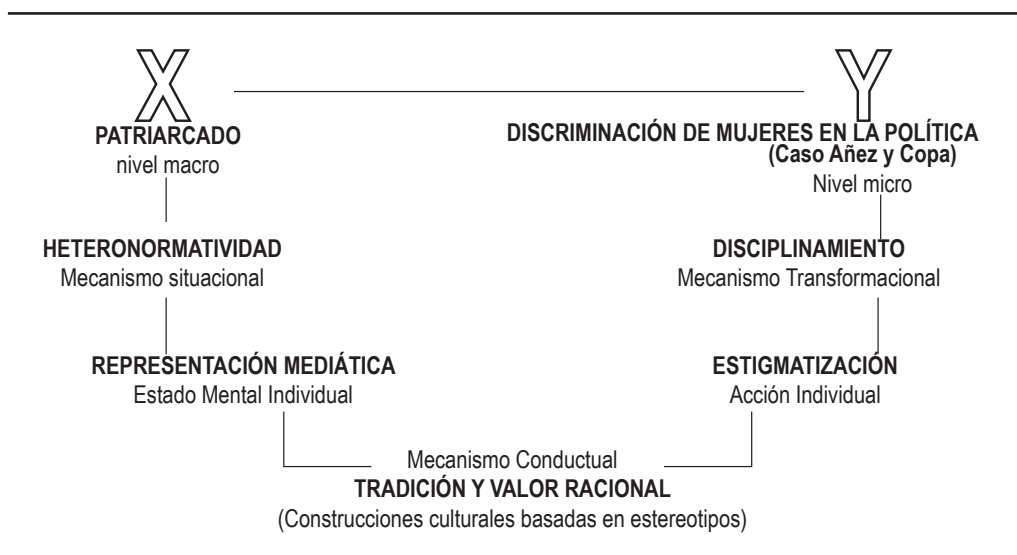 X
PATRIARCADO
nivel macro
HETERONORMATIVIDAD
Mecanismo situacional
REPRESENTACIÓN MEDIÁTICA
Estado Mental Individual
Y
DISCRIMINACIÓN DE MUJERES EN LA POLÍTICA
(Caso Añez y Copa)
Nivel micro
DISCIPLINAMIENTO
Mecanismo Transformacional
ESTIGMATIZACIÓN
Acción Individual
Mecanismo Conductual
TRADICIÓN Y VALOR RACIONAL
(Construcciones culturales basadas en estereotipos)